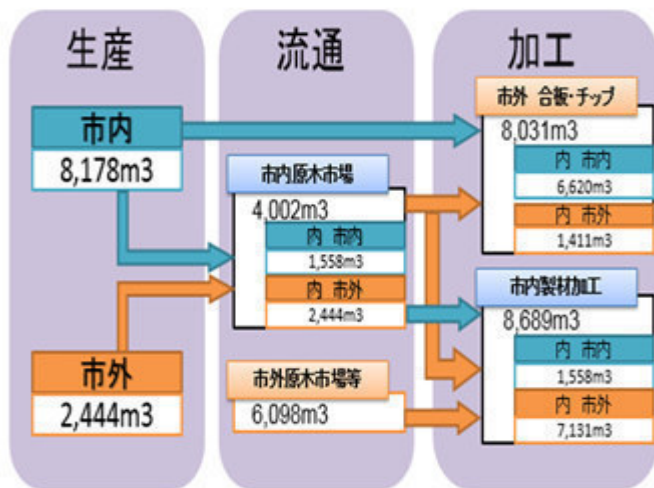 生産
市内
8,178m3
市外
2,444m3
流通
市内原木市場
4,002m3
内 市内
1,558m3
内 市外
2,444m3
市外原木市場等
6,098m3
加工
市外 合板・チップ
8,031m3
内 市内
6,620m3
内 市外
1,411m3
市内製材加工
8,689m3
内 市内
1,558m3
内 市外
7,131m3